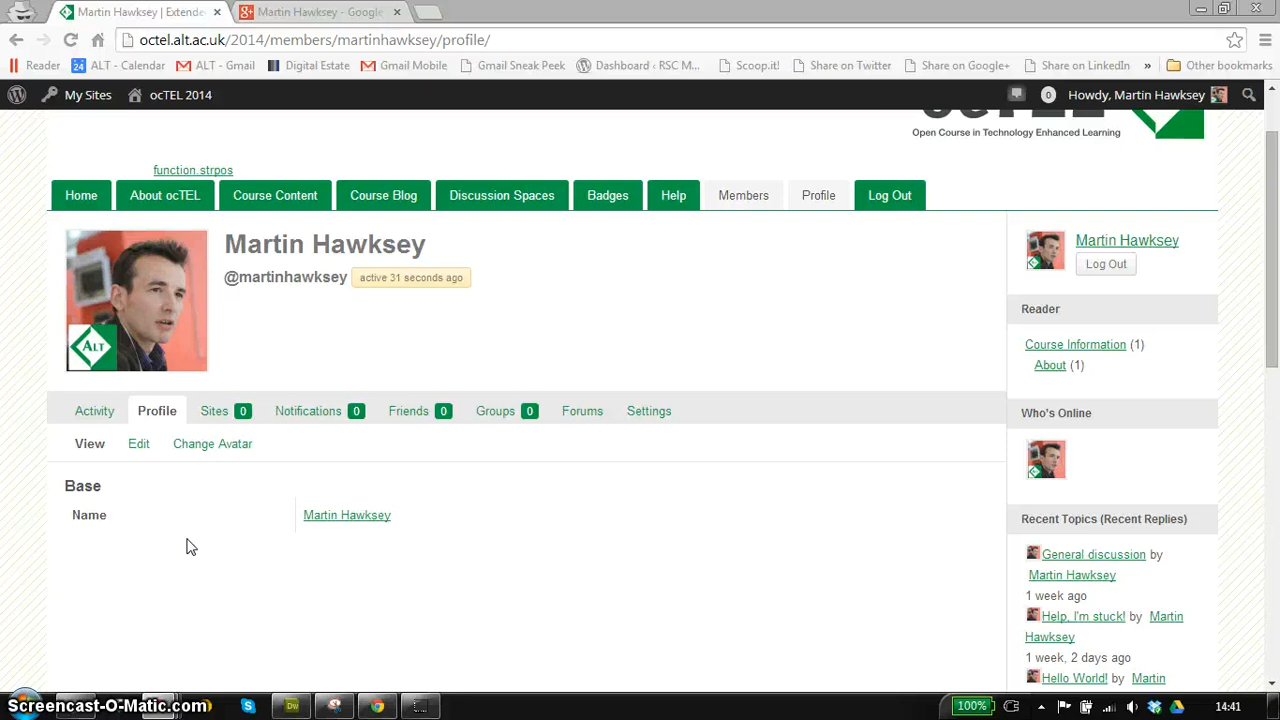 Martin Hawksey | Extende
Martin Hawksey - Google
octel.alt.ac.uk/2014/members/martinhawksey/profile/
Reader
24 ALT - Calendar
ALT - Gmail
Digital Estate
Gmail Mobile
Gmail Sneak Peek
Dashboard ‹ RSC M...
Scoop.it!
Share on Twitter
Share on Google+
Share on LinkedIn
»
Other bookmarks
My Sites
ocTEL 2014
0
Howdy, Martin Hawksey
ocTEL
Open Course in Technology Enhanced Learning
function.strpos
Home
About ocTEL
Course Content
Course Blog
Discussion Spaces
Badges
Help
Members
Profile
Log Out
Martin Hawksey
@martinhawksey active 31 seconds ago
ALT
Martin Hawksey
Log Out
Reader
Course Information (1)
About (1)
Activity
Profile
Sites 0
Notifications 0
Friends 0
Groups 0
Forums
Settings
View
Edit
Change Avatar
Who's Online
Base
Name
Martin Hawksey
Recent Topics (Recent Replies)
General discussion by
Martin Hawksey
1 week ago
Help, I'm stuck! by Martin
Hawksey
1 week, 2 days ago
Hello World! by Martin
Screencast-O-Matic.com
Dw
100%
14:41